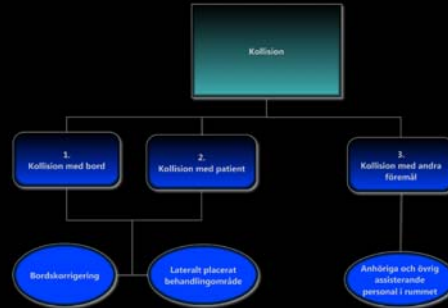 Kollision
1.
Kollision med bord
2.
Kollision med patient
3.
Kollision med andra
föremål
Bordskorrigering
Lateralt placerat
behandlingområde
Anhöriga och övrig
assisterande
personal i rummet